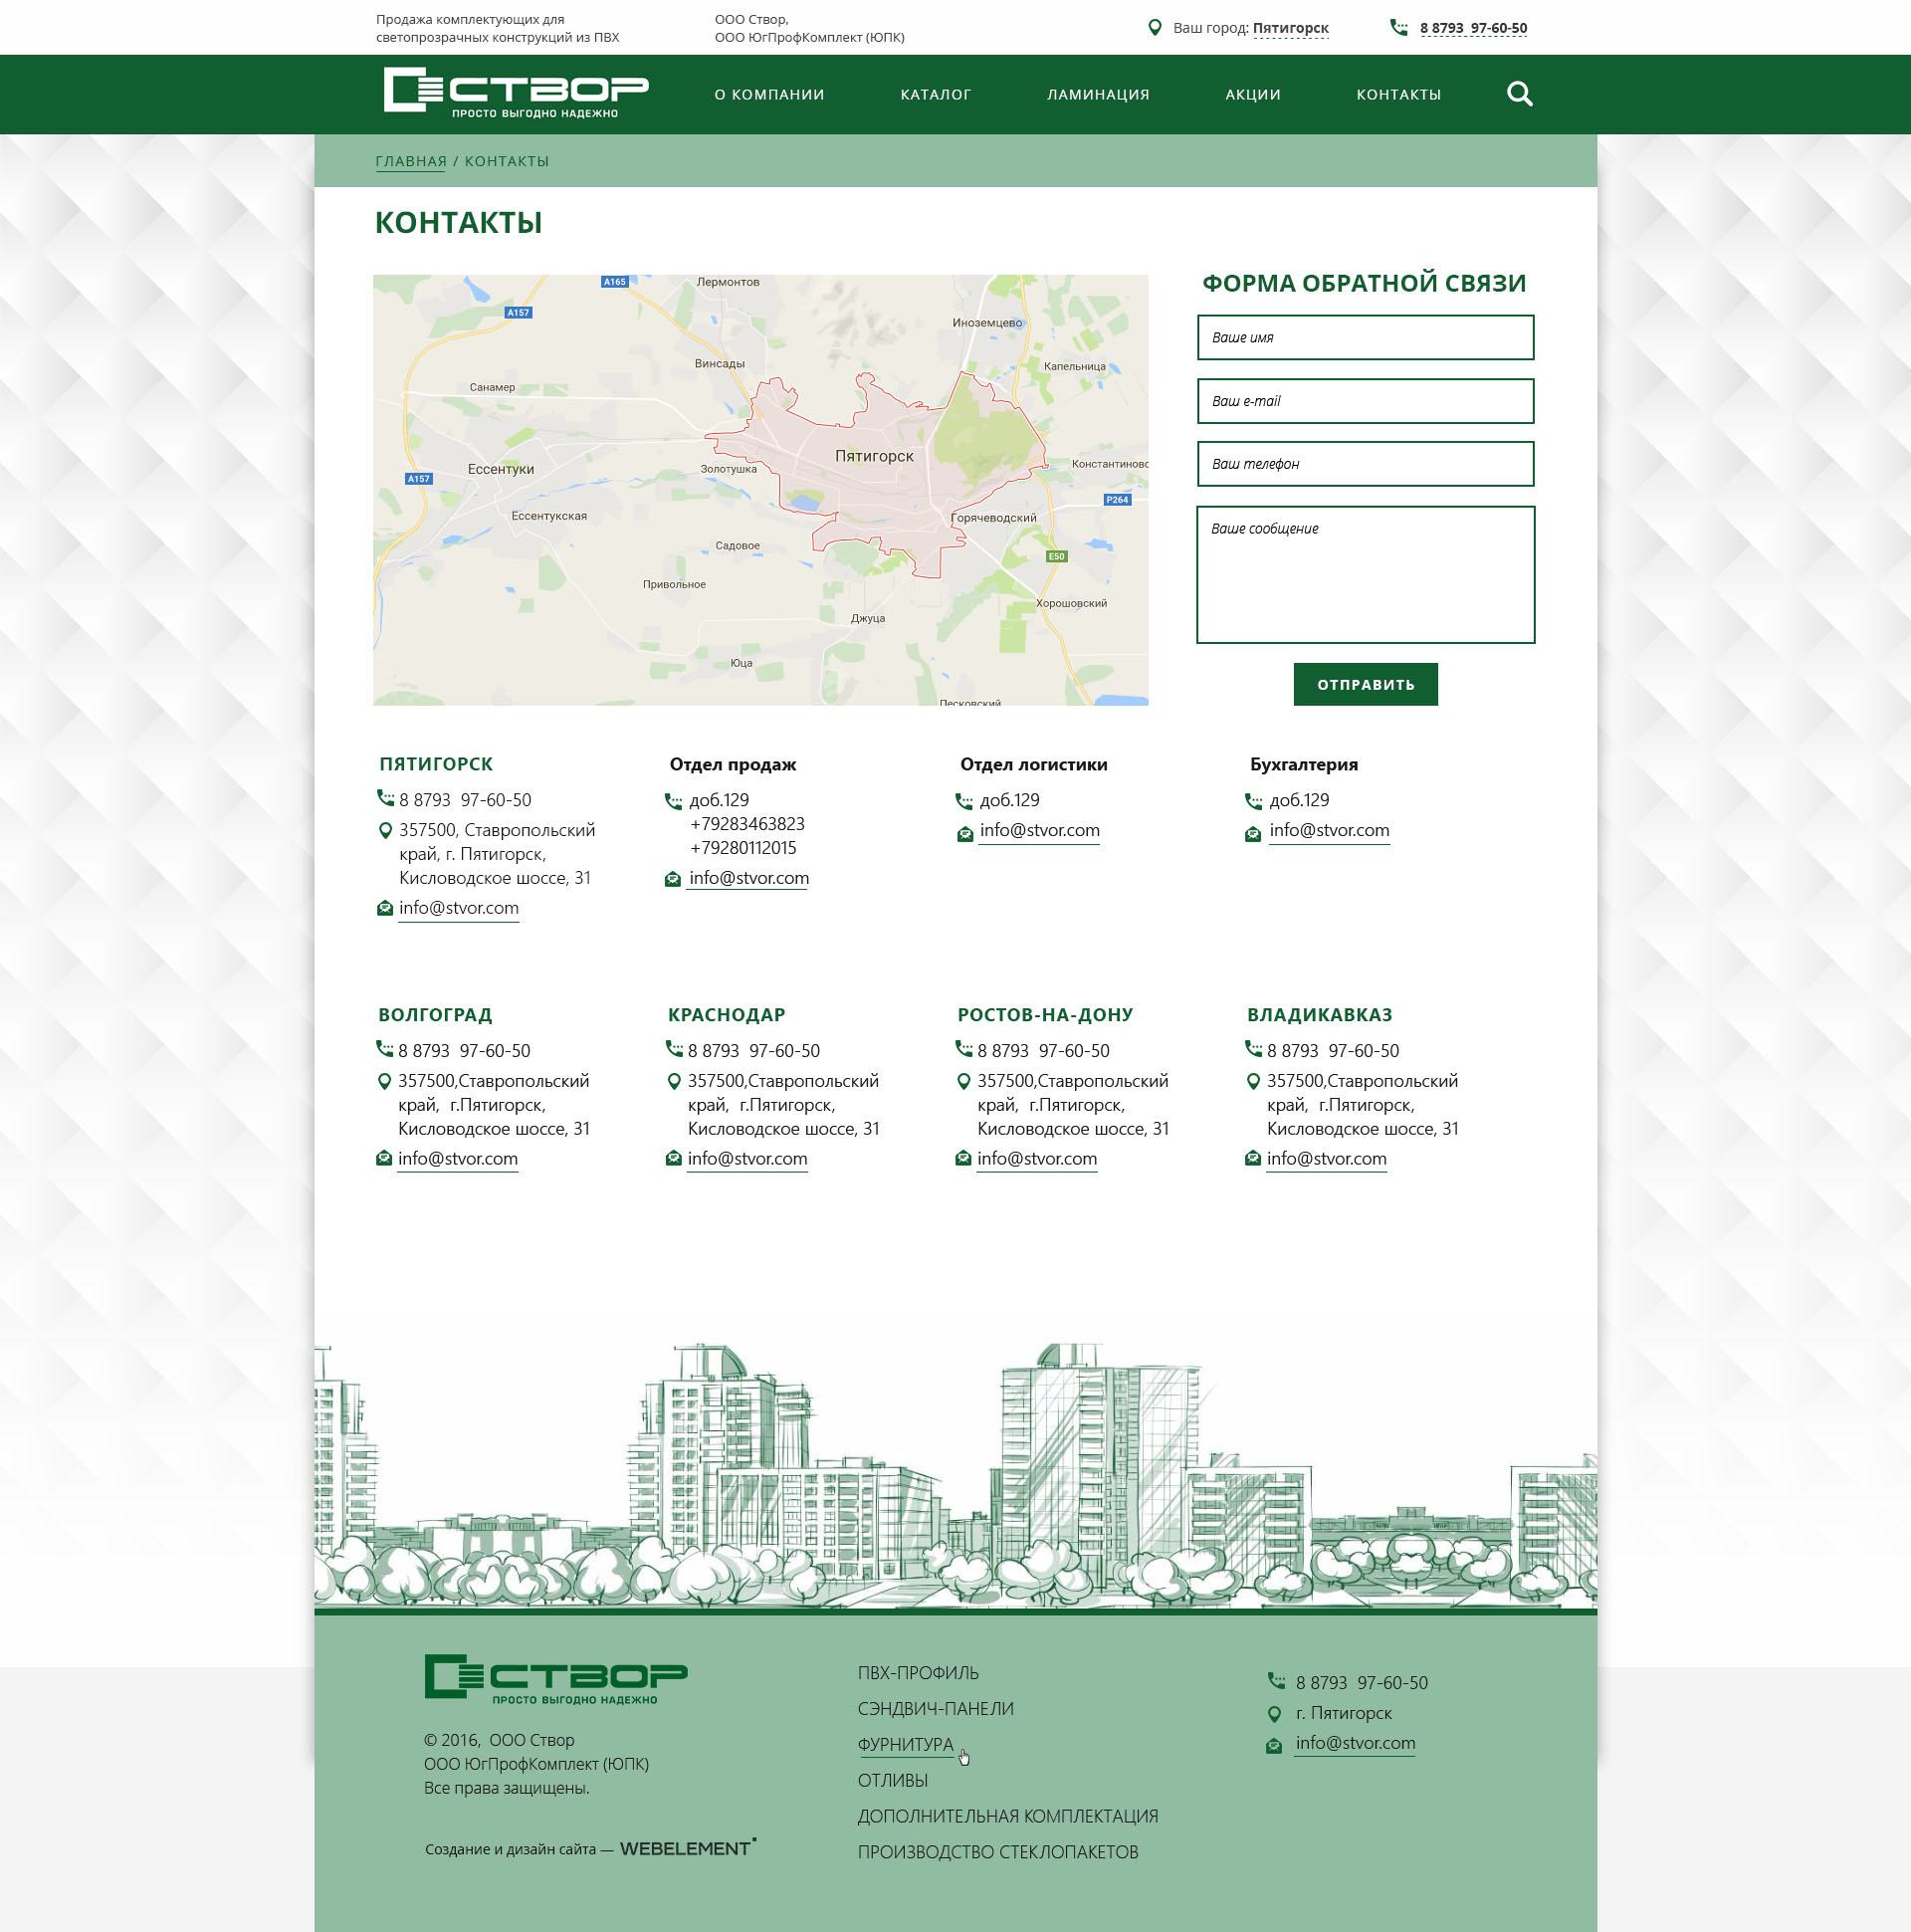 Продажа комплектующих для
светопрозрачных конструкций из ПВХ
ООО Створ,
ООО ЮгПрофКомплект (ЮПК)
Ваш город: Пятигорск
8 8793 97-60-50
СТВОР
ПРОСТО ВЫГОДНО НАДЕЖНО
О КОМПАНИИ
КАТАЛОГ
ЛАМИНАЦИЯ
АКЦИИ
КОНТАКТЫ
ГЛАВНАЯ / КОНТАКТЫ
КОНТАКТЫ
A165
Лермонтов
A157
Иноземцево
Винсады
Капельница
Санамер
Пятигорск
Ессентуки
Золотушка
Константиновс
A157
P264
Ессентукская
Горячеводский
Садовое
E50
Привольное
Хорошовский
Джуца
Юца
Песковский
ФОРМА ОБРАТНОЙ СВЯЗИ
Ваше имя
Ваш e-mail
Ваш телефон
Ваше сообщение
ОТПРАВИТЬ
ПЯТИГОРСК
8 8793 97-60-50
357500, Ставропольский
край, г. Пятигорск,
Кисловодское шоссе, 31
info@stvor.com
Отдел продаж
доб.129
+79283463823
+79280112015
info@stvor.com
Отдел логистики
доб.129
info@stvor.com
Бухгалтерия
доб.129
info@stvor.com
ВОЛГОГРАД
8 8793 97-60-50
357500,Ставропольский
край, г.Пятигорск,
Кисловодское шоссе, 31
info@stvor.com
КРАСНОДАР
8 8793 97-60-50
357500,Ставропольский
край, г.Пятигорск,
Кисловодское шоссе, 31
info@stvor.com
РОСТОВ-НА-ДОНУ
8 8793 97-60-50
357500,Ставропольский
край, г.Пятигорск,
Кисловодское шоссе, 31
info@stvor.com
ВЛАДИКАВКАЗ
8 8793 97-60-50
357500,Ставропольский
край, г.Пятигорск,
Кисловодское шоссе, 31
info@stvor.com
СТВОР
ПРОСТО ВЫГОДНО НАДЕЖНО
© 2016, ООО Створ
ООО ЮгПрофКомплект (ЮПК)
Все права защищены.
Создание и дизайн сайта — WEBELEMENT
ПВХ-ПРОФИЛЬ
СЭНДВИЧ-ПАНЕЛИ
ФУРНИТУРА
ОТЛИВЫ
ДОПОЛНИТЕЛЬНАЯ КОМПЛЕКТАЦИЯ
ПРОИЗВОДСТВО СТЕКЛОПАКЕТОВ
8 8793 97-60-50
г. Пятигорск
info@stvor.com